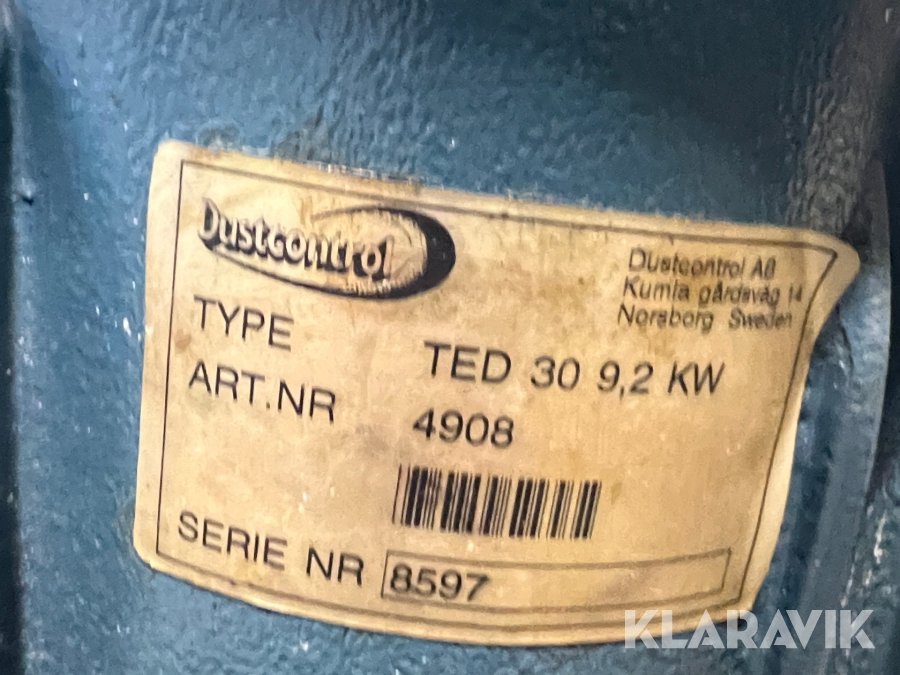 Dustcontrol
Dustcontrol AB
Kumla gårdsväg 14
Norsborg Sweden
TYPE TED 30 9,2 KW
ART.NR 4908
SERIE NR 8597
KLARAVIK